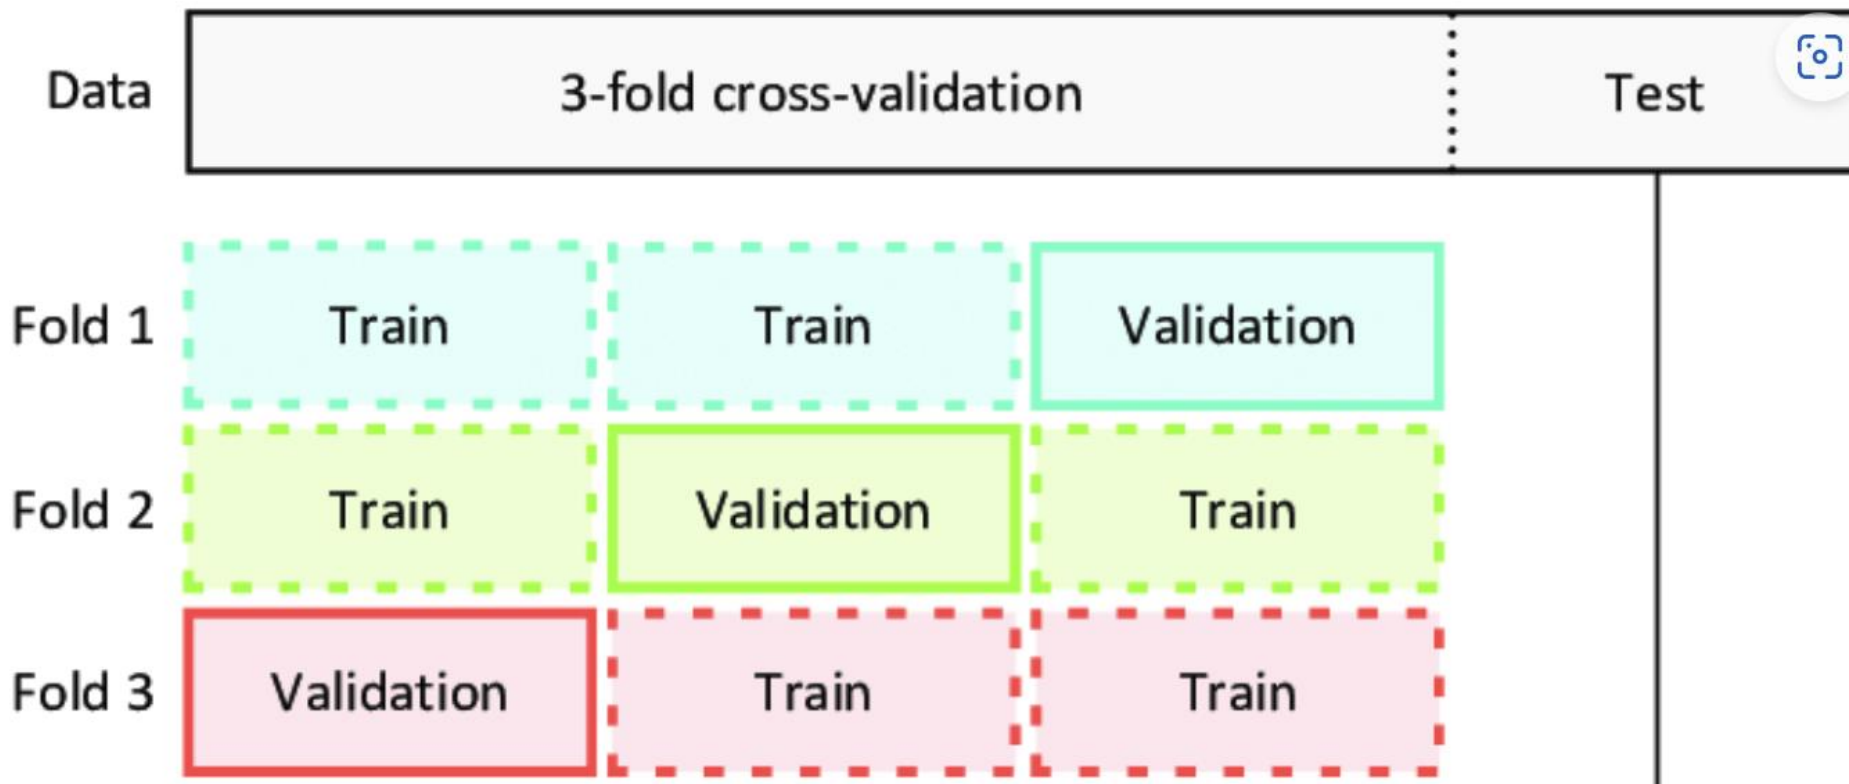 Data 3-fold cross-validation Test
Fold 1 Train Train Validation
Fold 2 Train Validation Train
Fold 3 Validation Train Train